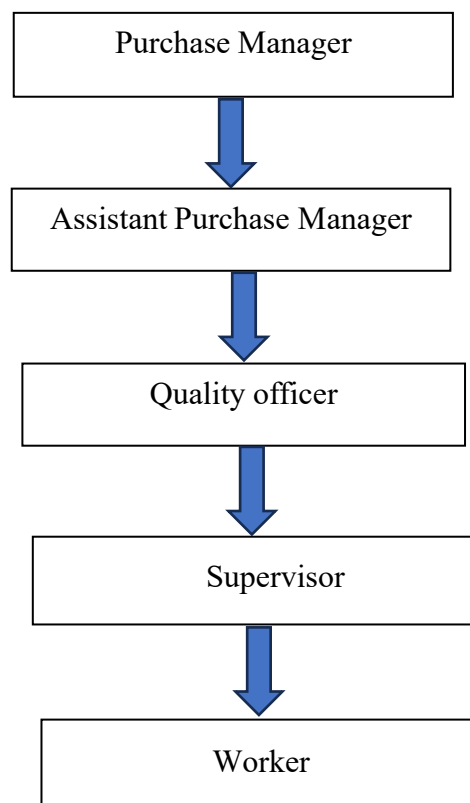 Purchase Manager
Assistant Purchase Manager
Quality officer
Supervisor
Worker